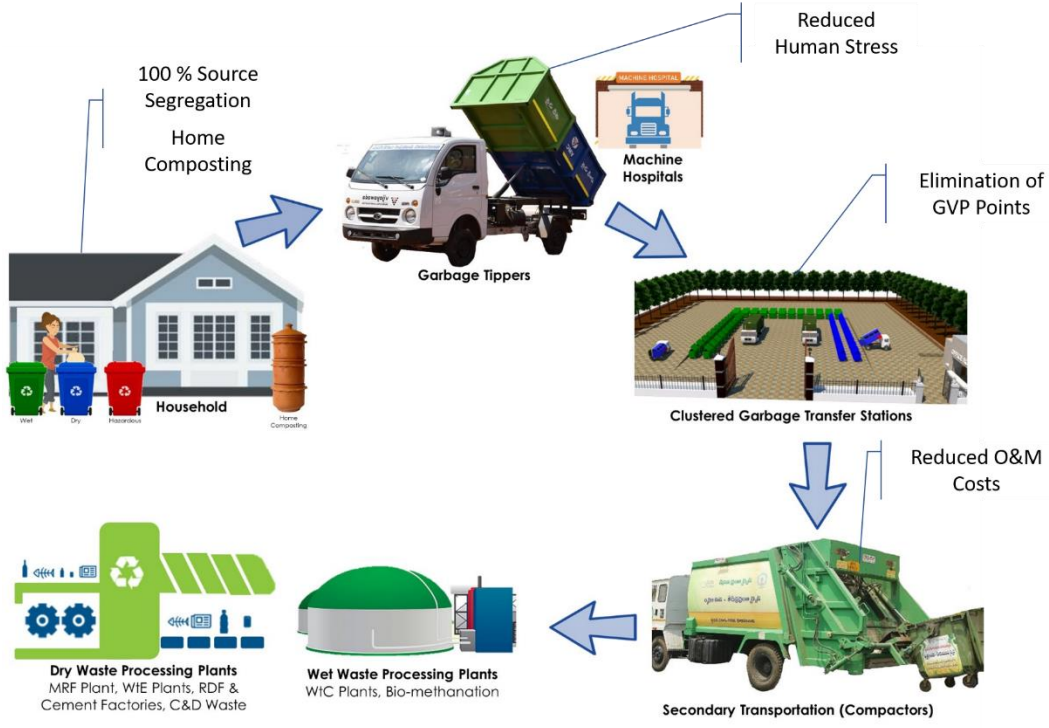 Reduced
Human Stress
100 % Source
Segregation
Home
Composting
MACHINE HOSPITAL
Machine
Hospitals
Garbage Tippers
Elimination of
GVP Points
Clustered Garbage Transfer Stations
Household
Wet
Dry
Hazardous
Home
Composting
Reduced O&M
Costs
Secondary Transportation (Compactors)
Wet Waste Processing Plants
WtC Plants, Bio-methanation
Dry Waste Processing Plants
MRF Plant, WtE Plants, RDF &
Cement Factories, C&D Waste